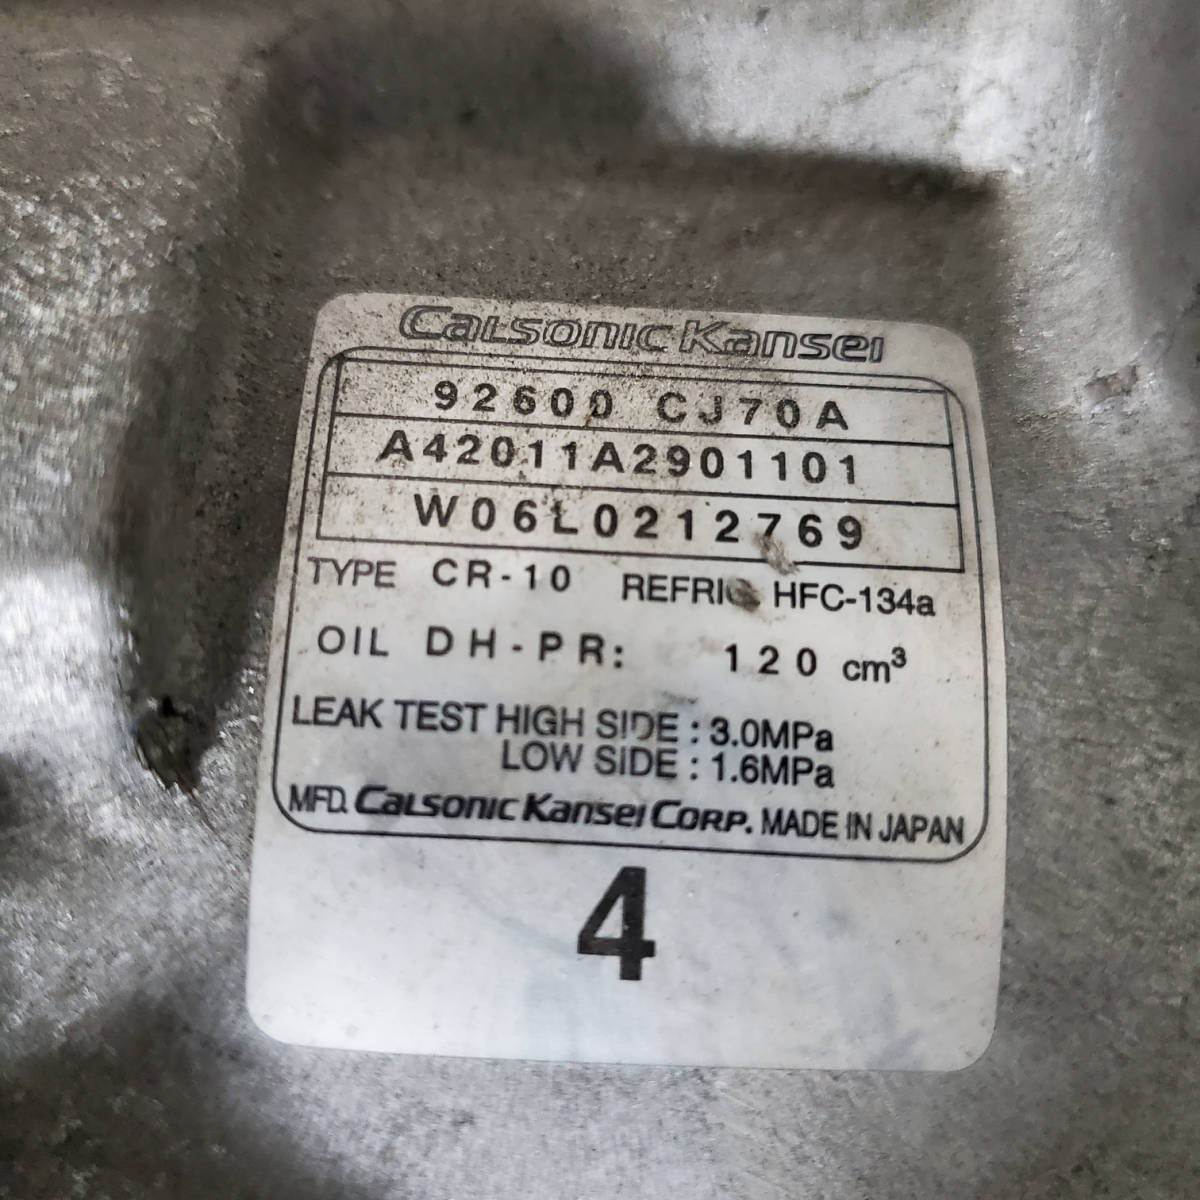 Calsonic Kansei
92600 CJ70A
A42011A2901101
W06L0212769
TYPE CR-10 REFRIG HFC-134a
OIL DH-PR: 120 cm³
LEAK TEST HIGH SIDE : 3.0MPa
LOW SIDE : 1.6MPa
MFD. Calsonic Kansei Corp. MADE IN JAPAN
4